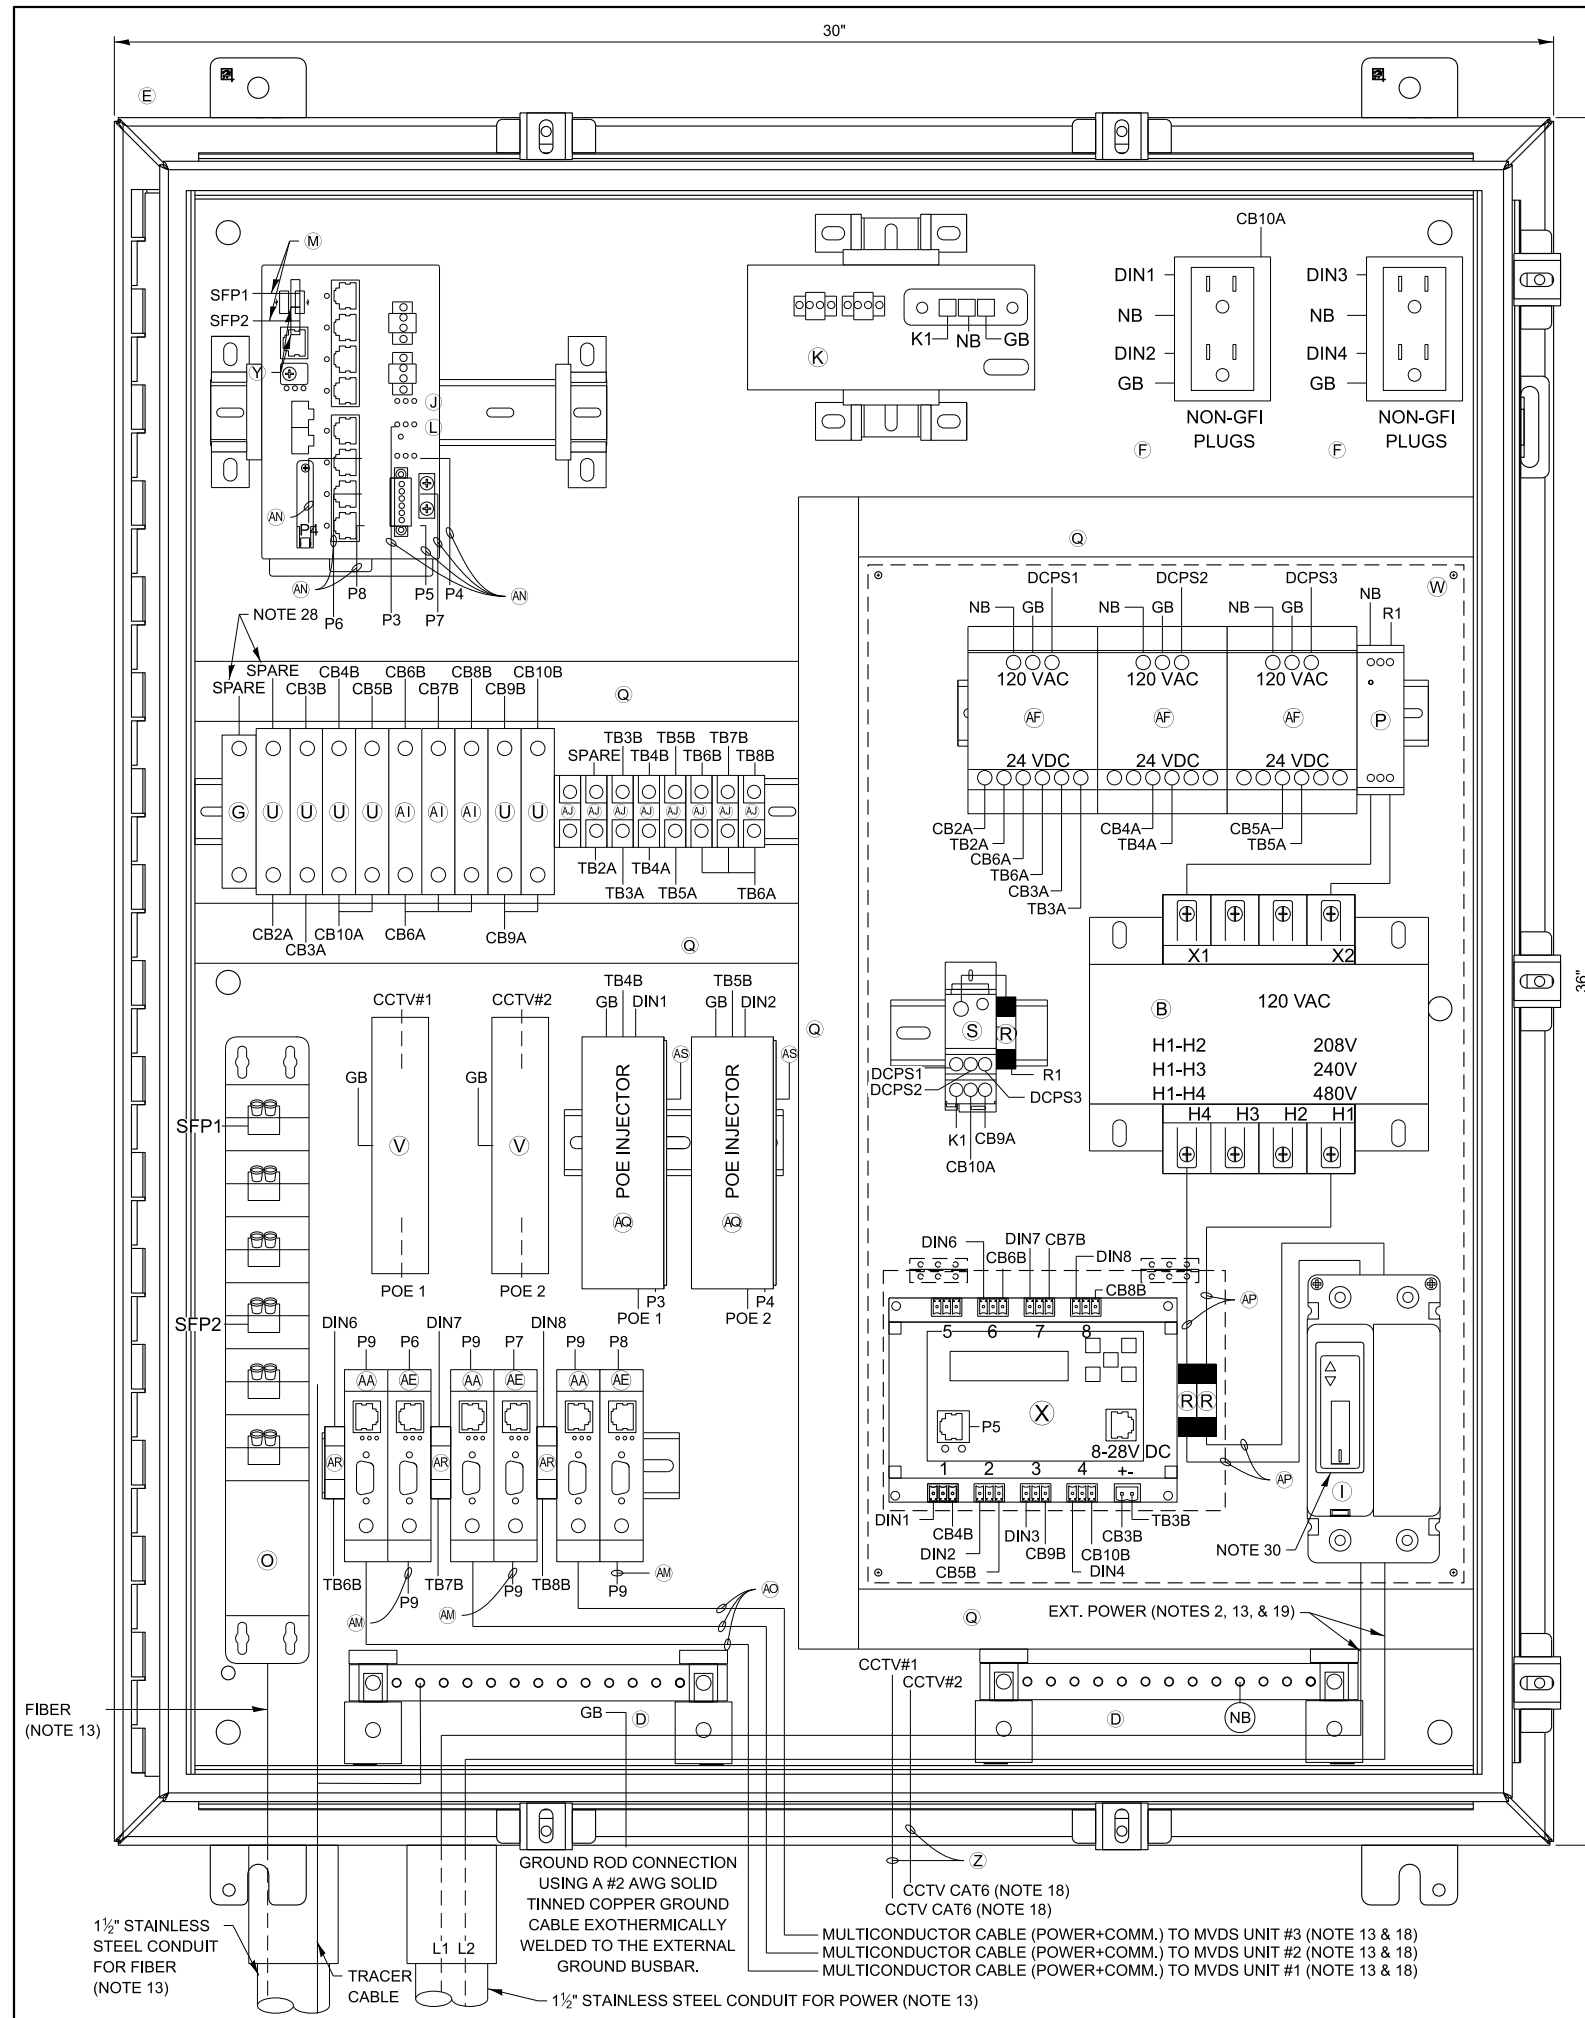 30"
E
M
SFP1
SFP2
Y
J
L
AN
P4
AN
P8
P5
P4
AN
NOTE 28
P6
P3
P7
K
K1
NB
GB
CB10A
DIN1
NB
DIN2
GB
NON-GFI
PLUGS
F
DIN3
NB
DIN4
GB
NON-GFI
PLUGS
F
Q
W
DCPS1
DCPS2
DCPS3
NB
GB
NB
GB
NB
GB
NB
R1
120 VAC
120 VAC
120 VAC
AF
AF
AF
P
24 VDC
24 VDC
24 VDC
CB2A
TB2A
CB6A
TB6A
CB3A
TB3A
CB4A
TB4A
CB5A
TB5A
SPARE
SPARE
CB3B
CB4B
CB5B
CB6B
CB7B
CB8B
CB9B
CB10B
Q
SPARE
TB3B
TB4B
TB5B
TB6B
TB7B
TB8B
G
U
U
U
U
AI
AI
AI
U
U
AJ
AJ
AJ
AJ
AJ
AJ
AJ
AJ
TB2A
TB3A
TB4A
TB5A
TB6A
CB2A
CB3A
CB10A
CB6A
CB9A
Q
Q
X1
X2
B
120 VAC
H1-H2 208V
H1-H3 240V
H1-H4 480V
H4
H3
H2
H1
36"
S
R
DCPS1
DCPS2
DCPS3
R1
K1
CB9A
CB10A
CCTV#1
CCTV#2
GB
GB
V
V
POE 1
POE 2
TB4B
GB
DIN1
TB5B
GB
DIN2
AS
AS
POE INJECTOR
POE INJECTOR
AQ
AQ
P3
POE 1
P4
POE 2
SFP1
SFP2
O
DIN6
DIN7
DIN8
P9
P6
P9
P7
P9
P8
AA
AE
AA
AE
AA
AE
AR
AR
AR
TB6B
P9
TB7B
P9
TB8B
P9
AM
AM
AM
AO
DIN6
CB6B
DIN7
CB7B
DIN8
CB8B
AP
5
6
7
8
X
P5
8-28V DC
R
R
1
2
3
4
+-
AP
I
DIN1
CB4B
DIN2
CB5B
DIN3
CB9B
CB10B
DIN4
CB3B
TB3B
NOTE 30
Q
EXT. POWER (NOTES 2, 13, & 19)
CCTV#1
CCTV#2
FIBER
(NOTE 13)
GB
D
D
NB
GROUND ROD CONNECTION
USING A #2 AWG SOLID
TINNED COPPER GROUND
CABLE EXOTHERMICALLY
WELDED TO THE EXTERNAL
GROUND BUSBAR.
Z
CCTV CAT6 (NOTE 18)
CCTV CAT6 (NOTE 18)
1½" STAINLESS
STEEL CONDUIT
FOR FIBER
(NOTE 13)
L1
L2
TRACER
CABLE
MULTICONDUCTOR CABLE (POWER+COMM.) TO MVDS UNIT #3 (NOTE 13 & 18)
MULTICONDUCTOR CABLE (POWER+COMM.) TO MVDS UNIT #2 (NOTE 13 & 18)
MULTICONDUCTOR CABLE (POWER+COMM.) TO MVDS UNIT #1 (NOTE 13 & 18)
1½" STAINLESS STEEL CONDUIT FOR POWER (NOTE 13)